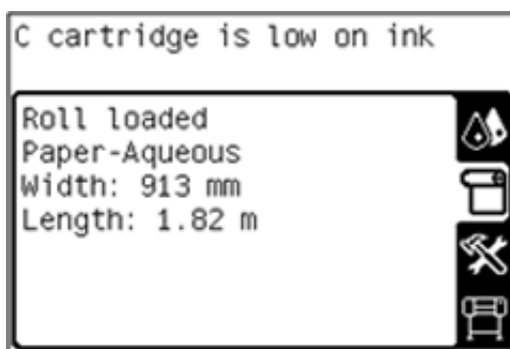 C cartridge is low on ink
Roll loaded
Paper-Aqueous
Width: 913 mm
Length: 1.82 m